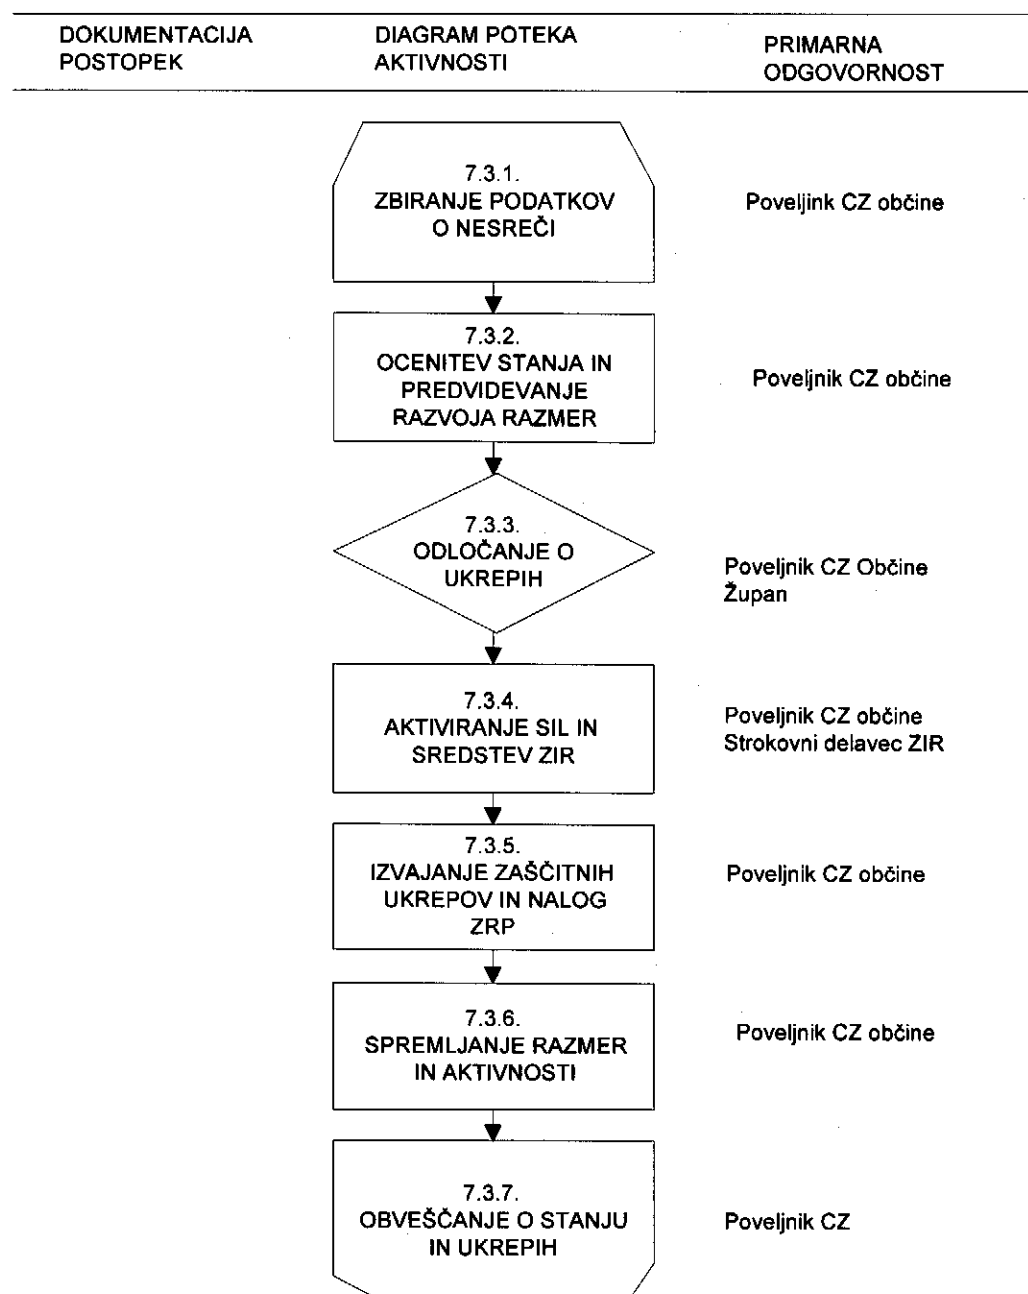 DOKUMENTACIJA
POSTOPEK
DIAGRAM POTEKA
AKTIVNOSTI
PRIMARNA
ODGOVORNOST
7.3.1.
ZBIRANJE PODATKOV
O NESREČI
Poveljink CZ občine
7.3.2.
OCENITEV STANJA IN
PREDVIDEVANJE
RAZVOJA RAZMER
Poveljnik CZ občine
7.3.3.
ODLOČANJE O
UKREPIH
Poveljnik CZ Občine
Župan
7.3.4.
AKTIVIRANJE SIL IN
SREDSTEV ZIR
Poveljnik CZ občine
Strokovni delavec ZIR
7.3.5.
IZVAJANJE ZAŠČITNIH
UKREPOV IN NALOG
ZRP
Poveljnik CZ občine
7.3.6.
SPREMLJANJE RAZMER
IN AKTIVNOSTI
Poveljnik CZ občine
7.3.7.
OBVEŠČANJE O STANJU
IN UKREPIH
Poveljnik CZ